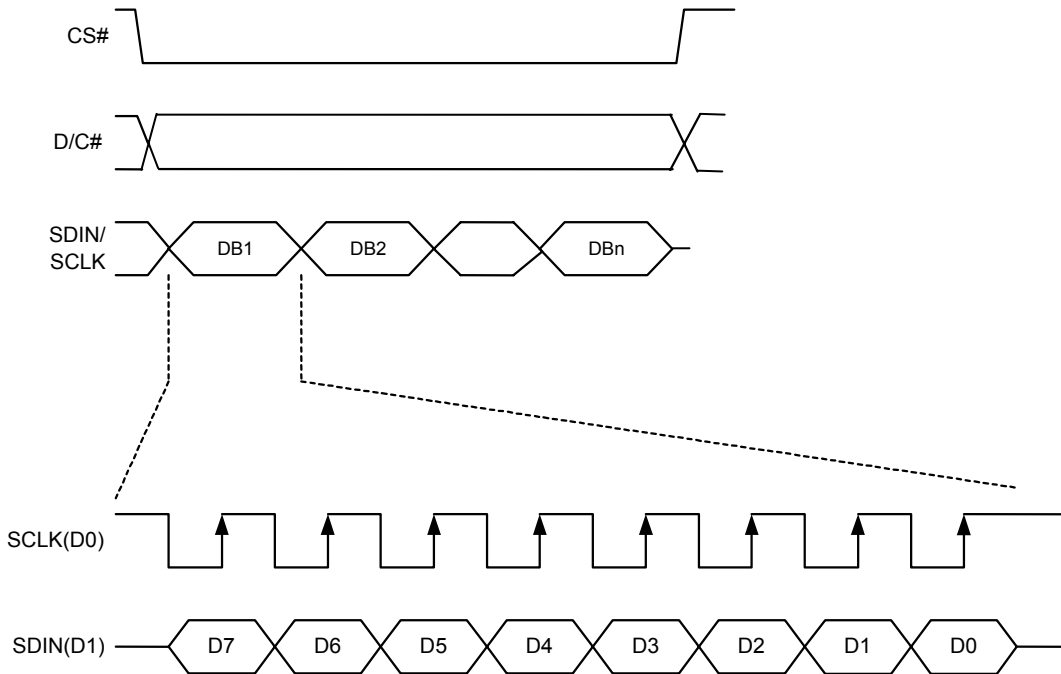 CS#
D/C#
SDIN/
SCLK
DB1 DB2 DBn
SCLK(D0)
SDIN(D1) D7 D6 D5 D4 D3 D2 D1 D0